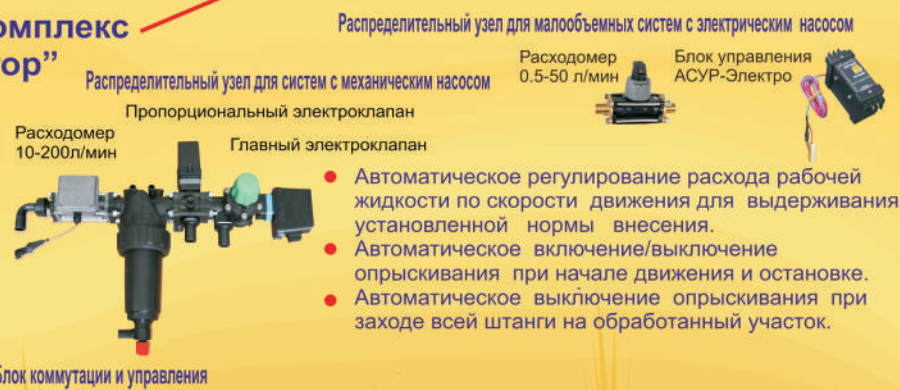 омплекс
ор”
Распределительный узел для малообъемных систем с электрическим насосом
Распределительный узел для систем с механическим насосом
Расходомер
0.5-50 л/мин
Блок управления
АСУР-Электро
Пропорциональный электроклапан
Расходомер
10-200л/мин
Главный электроклапан
Автоматическое регулирование расхода рабочей
жидкости по скорости движения для выдерживания
установленной нормы внесения.
Автоматическое включение/выключение
опрыскивания при начале движения и остановке.
Автоматическое выключение опрыскивания при
заходе всей штанги на обработанный участок.
блок коммутации и управления